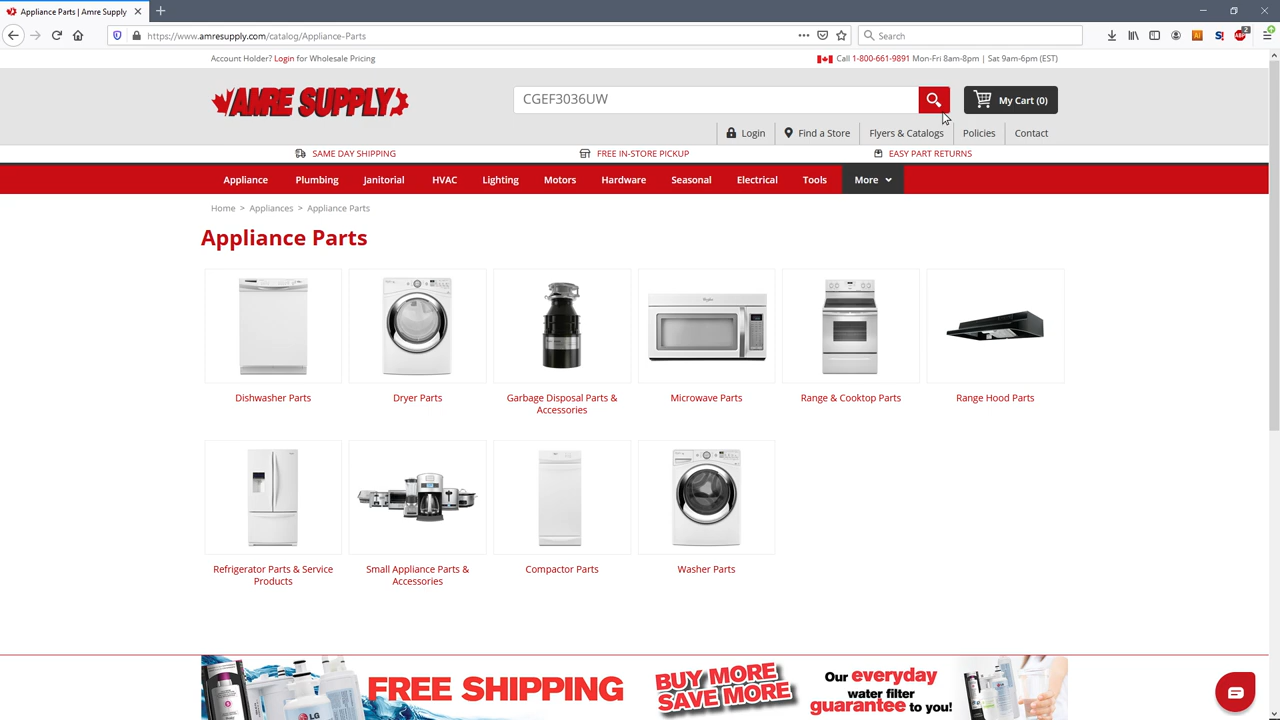 Appliance Parts | Amre Supply
https://www.amresupply.com/catalog/Appliance-Parts
Search
Account Holder? Login for Wholesale Pricing
Call 1-800-661-9891 Mon-Fri 8am-8pm | Sat 9am-6pm (EST)
AMRE SUPPLY
CGEF3036UW
My Cart (0)
Login
Find a Store
Flyers & Catalogs
Policies
Contact
SAME DAY SHIPPING
FREE IN-STORE PICKUP
EASY PART RETURNS
Appliance Plumbing Janitorial HVAC Lighting Motors Hardware Seasonal Electrical Tools More
Home > Appliances > Appliance Parts
Appliance Parts
Dishwasher Parts
Dryer Parts
Garbage Disposal Parts &
Accessories
Microwave Parts
Range & Cooktop Parts
Range Hood Parts
Refrigerator Parts & Service
Products
Small Appliance Parts &
Accessories
Compactor Parts
Washer Parts
FREE SHIPPING
BUY MORE
SAVE MORE
Our everyday
water filter
guarantee to you!
LG